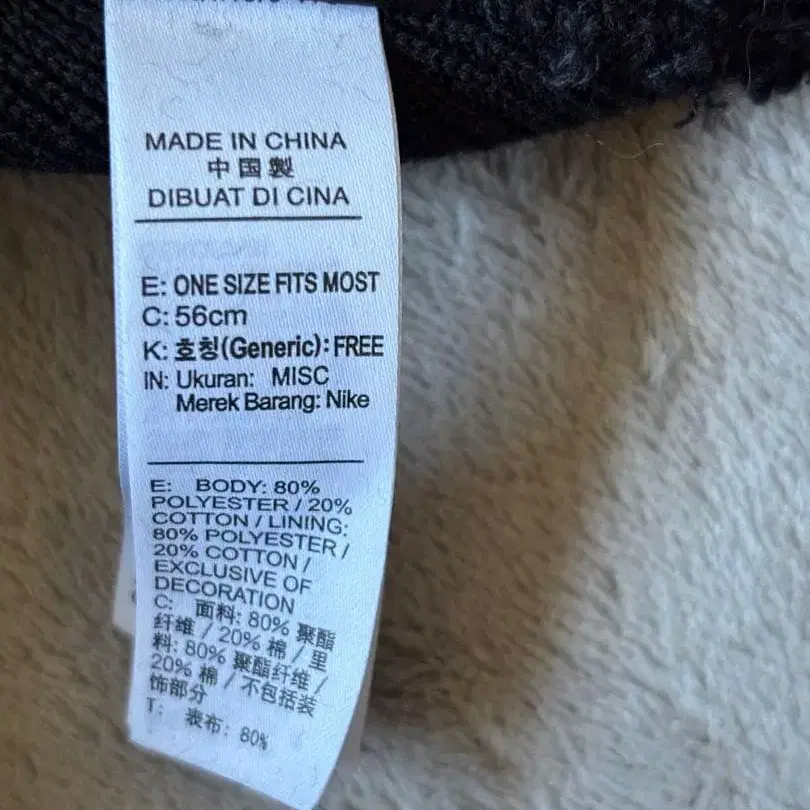 MADE IN CHINA
中国製
DIBUAT DI CINA
E: ONE SIZE FITS MOST
C: 56cm
K: 호칭(Generic): FREE
IN: Ukuran: MISC
Merek Barang: Nike
E: BODY: 80%
POLYESTER / 20%
COTTON / LINING:
80% POLYESTER /
20% COTTON /
EXCLUSIVE OF
DECORATION
C: 面料: 80% 聚酯
纤维 / 20% 棉 / 里
料: 80% 聚酯纤维 /
20% 棉 / 不包括装
饰部分
T: 表布: 80%